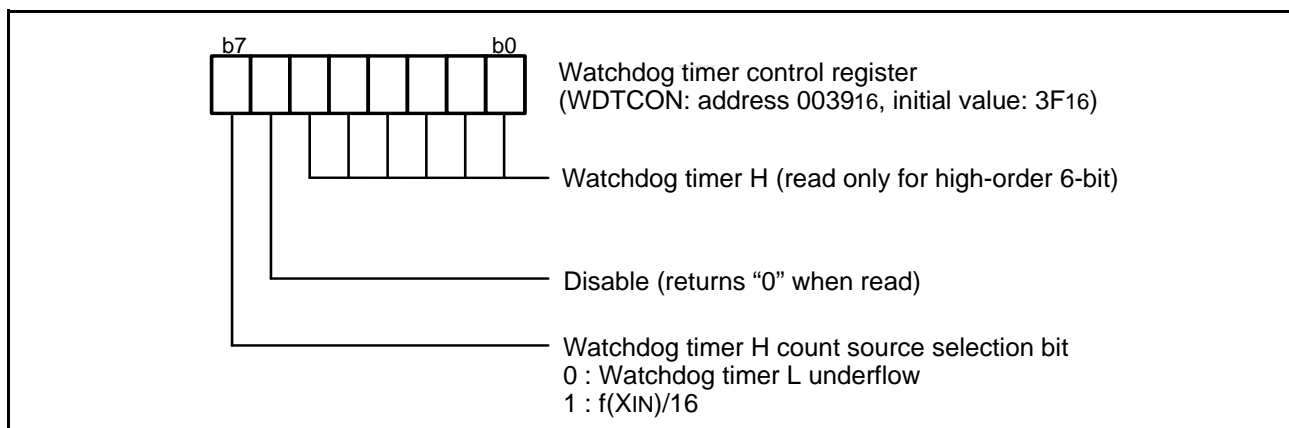 b7 b0
Watchdog timer control register
(WDTCON: address 003916, initial value: 3F16)
Watchdog timer H (read only for high-order 6-bit)
Disable (returns “0” when read)
Watchdog timer H count source selection bit
0 : Watchdog timer L underflow
1 : f(XIN)/16